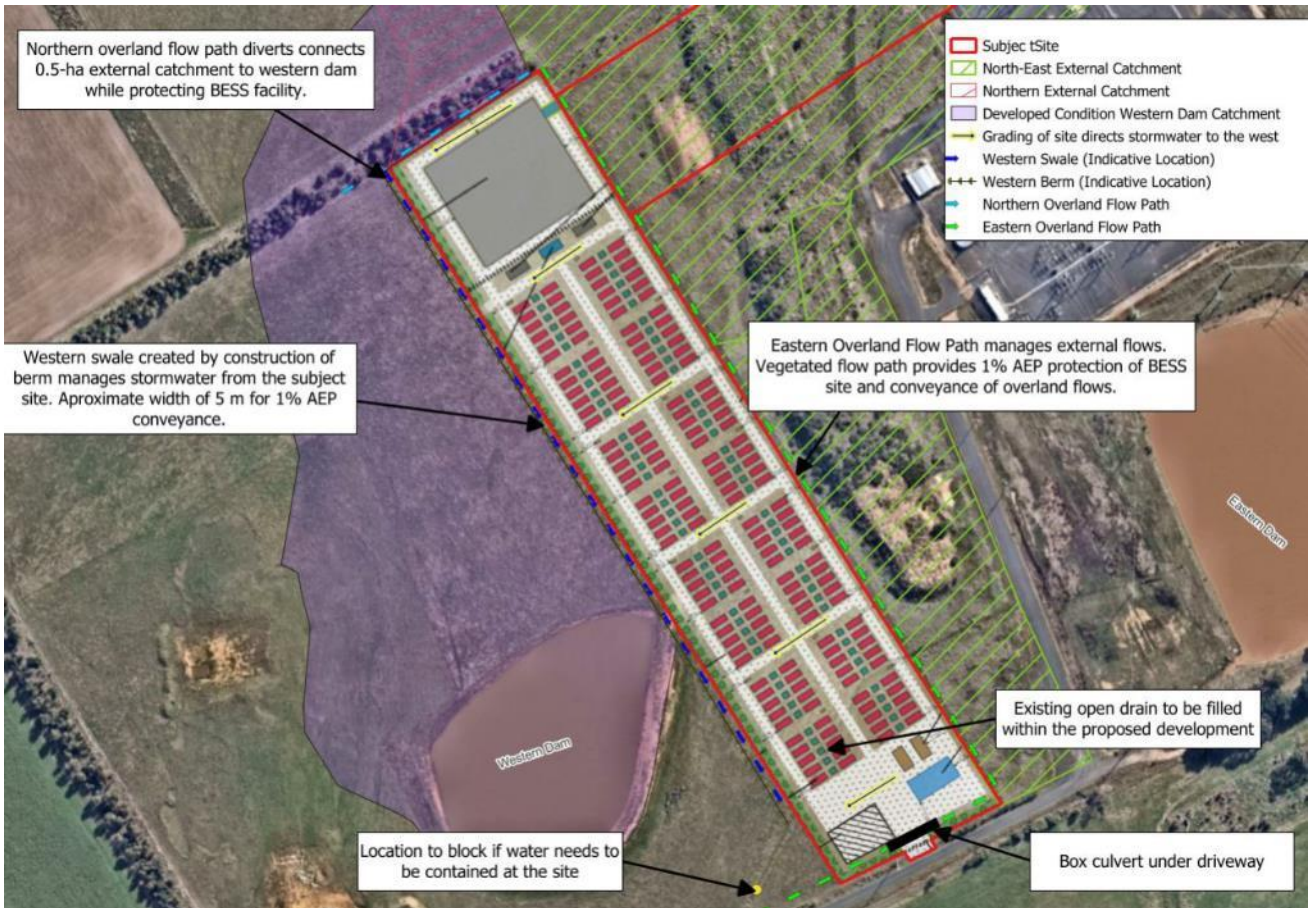 Northern overland flow path diverts connects
0.5-ha external catchment to western dam
while protecting BESS facility.
Subjec tSite
North-East External Catchment
Northern External Catchment
Developed Condition Western Dam Catchment
Grading of site directs stormwater to the west
Western Swale (Indicative Location)
Western Berm (Indicative Location)
Northern Overland Flow Path
Eastern Overland Flow Path
Western swale created by construction of
berm manages stormwater from the subject
site. Aproximate width of 5 m for 1% AEP
conveyance.
Eastern Overland Flow Path manages external flows.
Vegetated flow path provides 1% AEP protection of BESS
site and conveyance of overland flows.
Eastern Dam
Existing open drain to be filled
within the proposed development
Western Dam
Location to block if water needs to
be contained at the site
Box culvert under driveway